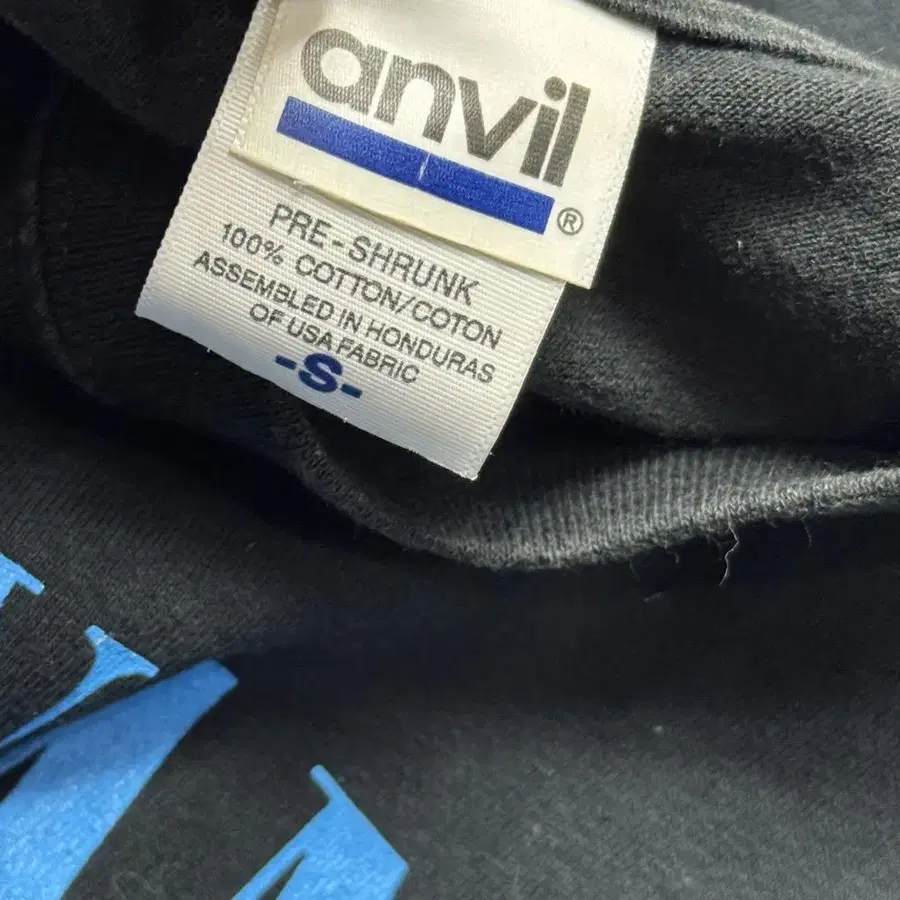 anvil
®
PRE-SHRUNK
100% COTTON/COTON
ASSEMBLED IN HONDURAS
OF USA FABRIC
-S-